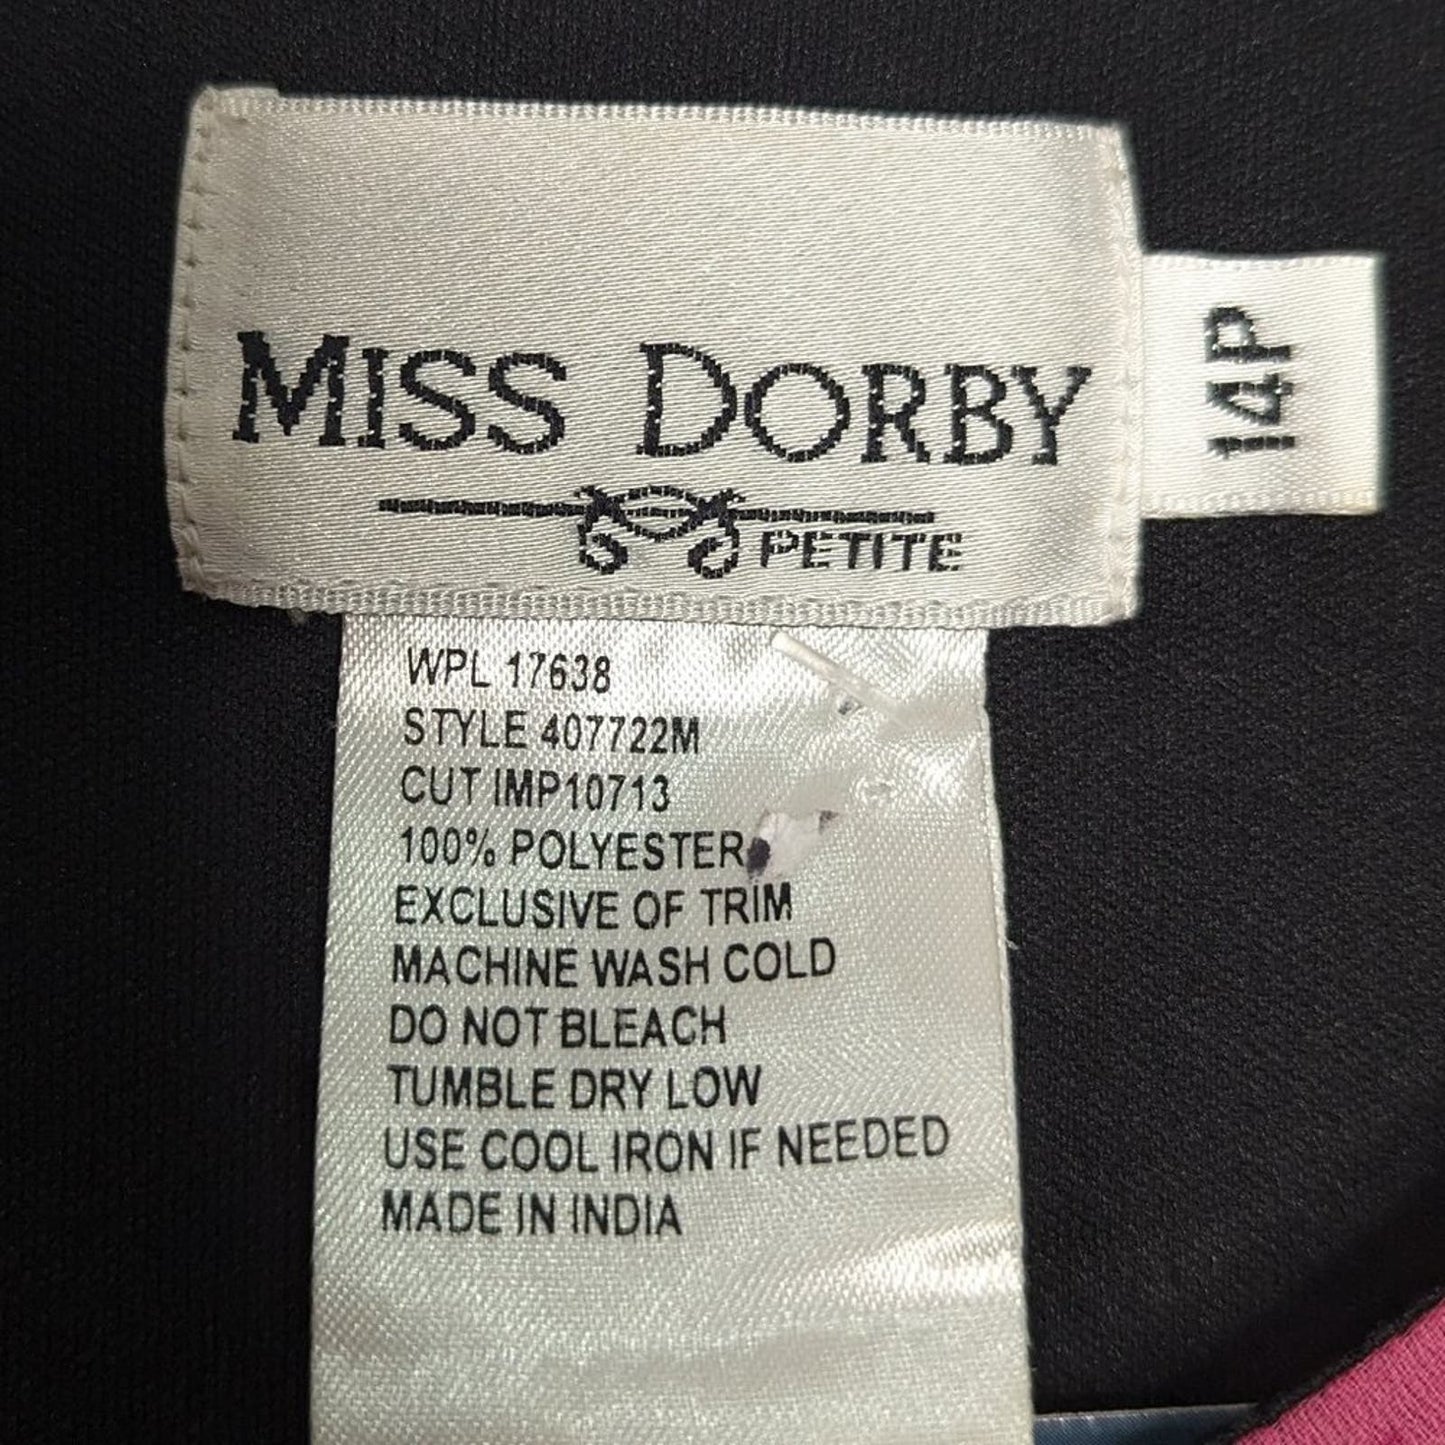 MISS DORBY
PETITE
14P
WPL 17638
STYLE 407722M
CUT IMP10713
100% POLYESTER
EXCLUSIVE OF TRIM
MACHINE WASH COLD
DO NOT BLEACH
TUMBLE DRY LOW
USE COOL IRON IF NEEDED
MADE IN INDIA